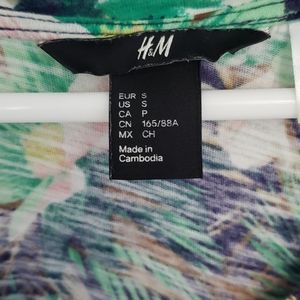 H&M
EUR S
US S
CA P
CN 165/88A
MX CH
Made in
Cambodia